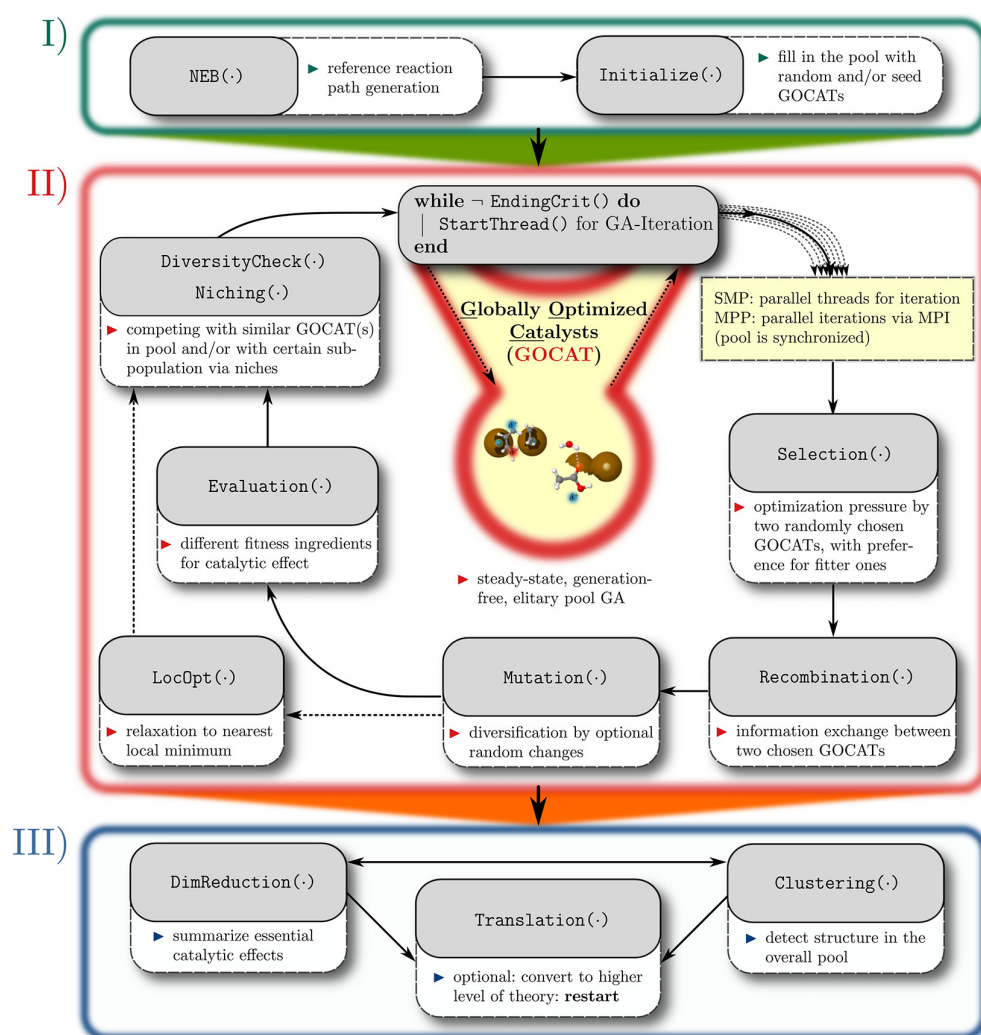 I)
NEB(·)
▶ reference reaction
path generation
Initialize(·)
▶ fill in the pool with
random and/or seed
GOCATs
II)
while ¬ EndingCrit() do
| StartThread() for GA-Iteration
end
DiversityCheck(·)
Niching(·)
▶ competing with similar GOCAT(s)
in pool and/or with certain sub-
population via niches
Globally Optimized
Catalysts
(GOCAT)
SMP: parallel threads for iteration
MPP: parallel iterations via MPI
(pool is synchronized)
Selection(·)
▶ optimization pressure by
two randomly chosen
GOCATs, with prefer-
ence for fitter ones
Evaluation(·)
▶ different fitness ingredients
for catalytic effect
▶ steady-state, generation-
free, elitary pool GA
LocOpt(·)
▶ relaxation to nearest
local minimum
Mutation(·)
▶ diversification by optional
random changes
Recombination(·)
▶ information exchange between
two chosen GOCATs
III)
DimReduction(·)
▶ summarize essential
catalytic effects
Translation(·)
▶ optional: convert to higher
level of theory: restart
Clustering(·)
▶ detect structure in the
overall pool